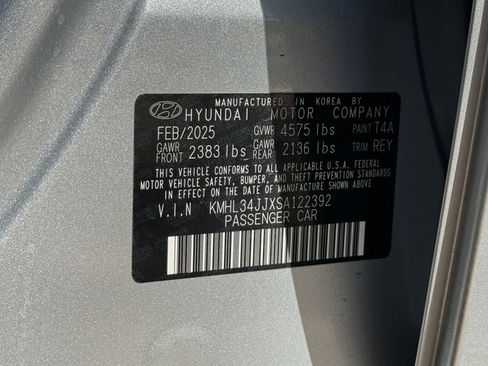 MANUFACTURED IN KOREA BY
HYUNDAI MOTOR COMPANY
FEB/2025 GVWR 4575 lbs PAINT T4A
GAWR FRONT 2383 lbs GAWR REAR 2136 lbs TRIM REY
THIS VEHICLE CONFORMS TO ALL APPLICABLE U.S.A. FEDERAL
MOTOR VEHICLE SAFETY, BUMPER, AND THEFT PREVENTION STANDARDS
IN EFFECT ON THE DATE OF MANUFACTURE SHOWN ABOVE
V.I.N KMHL34JJXSA122392
PASSENGER CAR